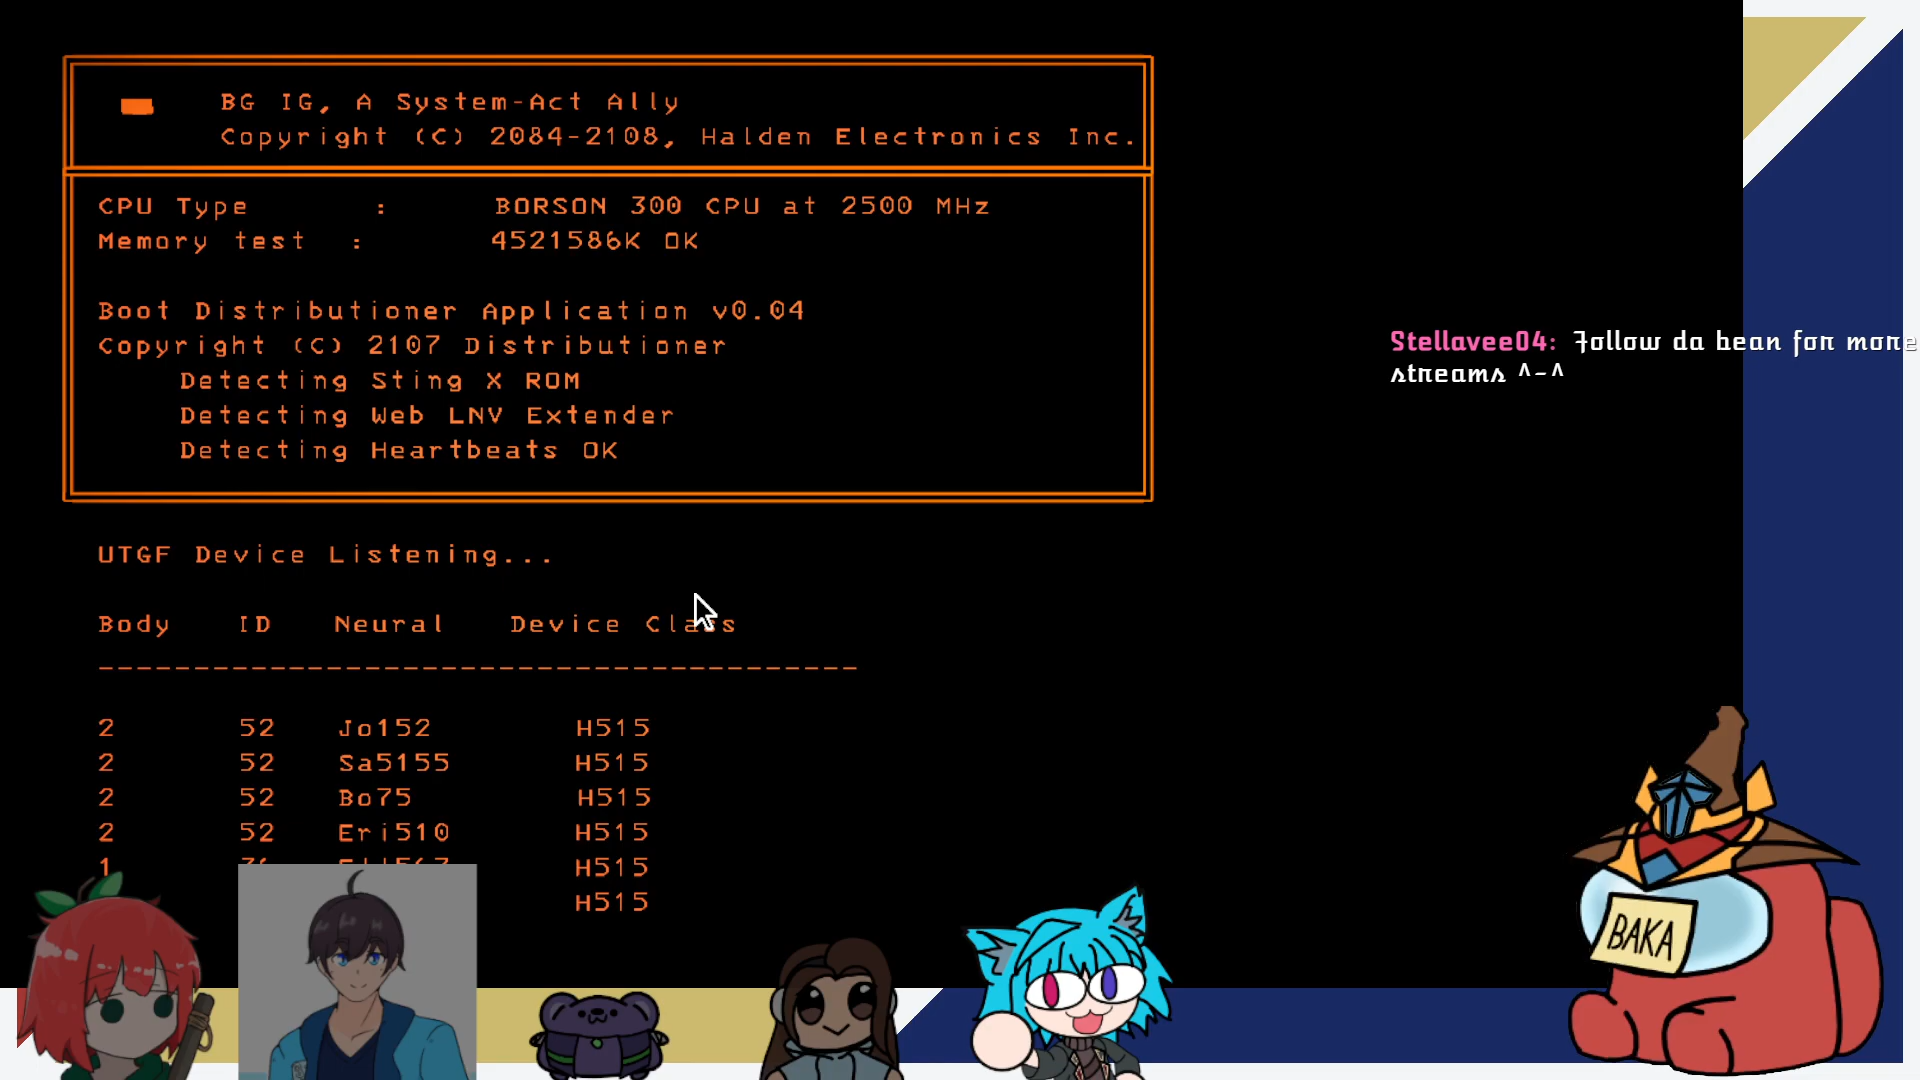 BG IG, A System-Act Ally
Copyright (C) 2084-2108, Halden Electronics Inc.
CPU Type : BORSON 300 CPU at 2500 MHz
Memory test : 4521586K OK
Boot Distributioner Application v0.04
Copyright (C) 2107 Distributioner
Detecting Sting X ROM
Detecting Web LNV Extender
Detecting Heartbeats OK
UTGF Device Listening...
Body ID Neural Device Class
---------------------------------------
2 52 Jo152 H515
2 52 Sa5155 H515
2 52 Bo75 H515
2 52 Eri510 H515
1 H515
H515
Stellavee04: Follow da bean for more
streams ^-^
BAKA